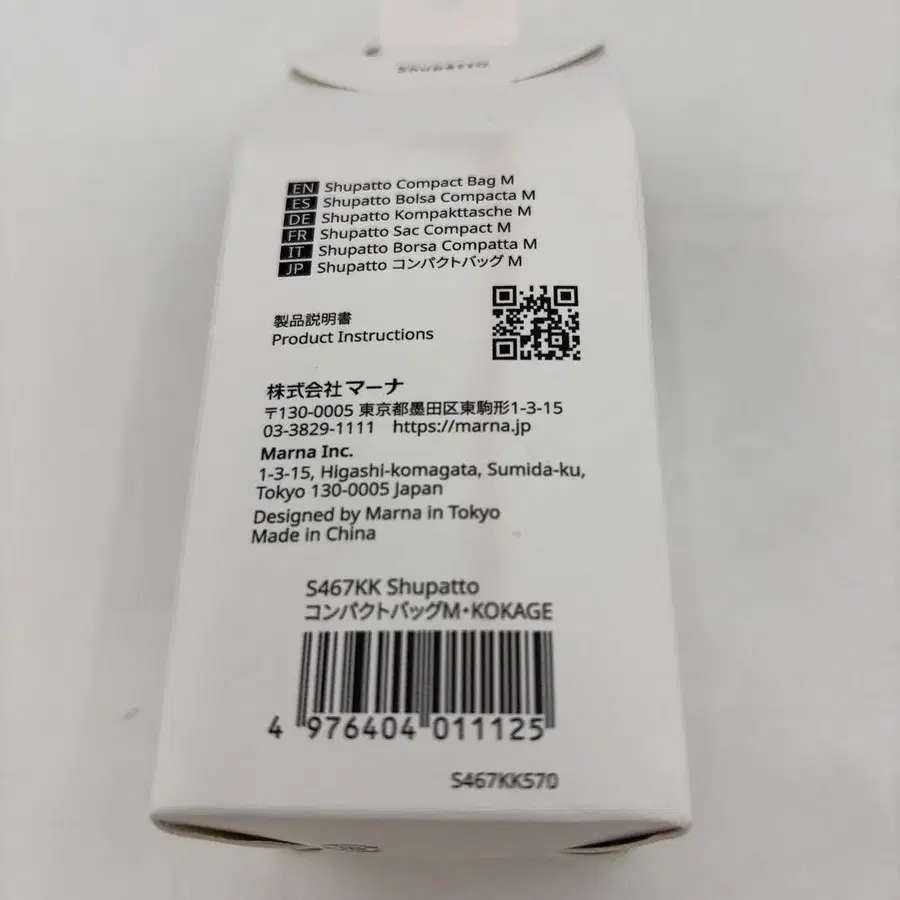 Shupatto
EN Shupatto Compact Bag M
ES Shupatto Bolsa Compacta M
DE Shupatto Kompakttasche M
FR Shupatto Sac Compact M
IT Shupatto Borsa Compatta M
JP Shupatto コンパクトバッグ M
製品説明書
Product Instructions
株式会社マーナ
〒130-0005 東京都墨田区東駒形1-3-15
03-3829-1111 https://marna.jp
Marna Inc.
1-3-15, Higashi-komagata, Sumida-ku,
Tokyo 130-0005 Japan
Designed by Marna in Tokyo
Made in China
S467KK Shupatto
コンパクトバッグM・KOKAGE
4 976404 011125
S467KK570